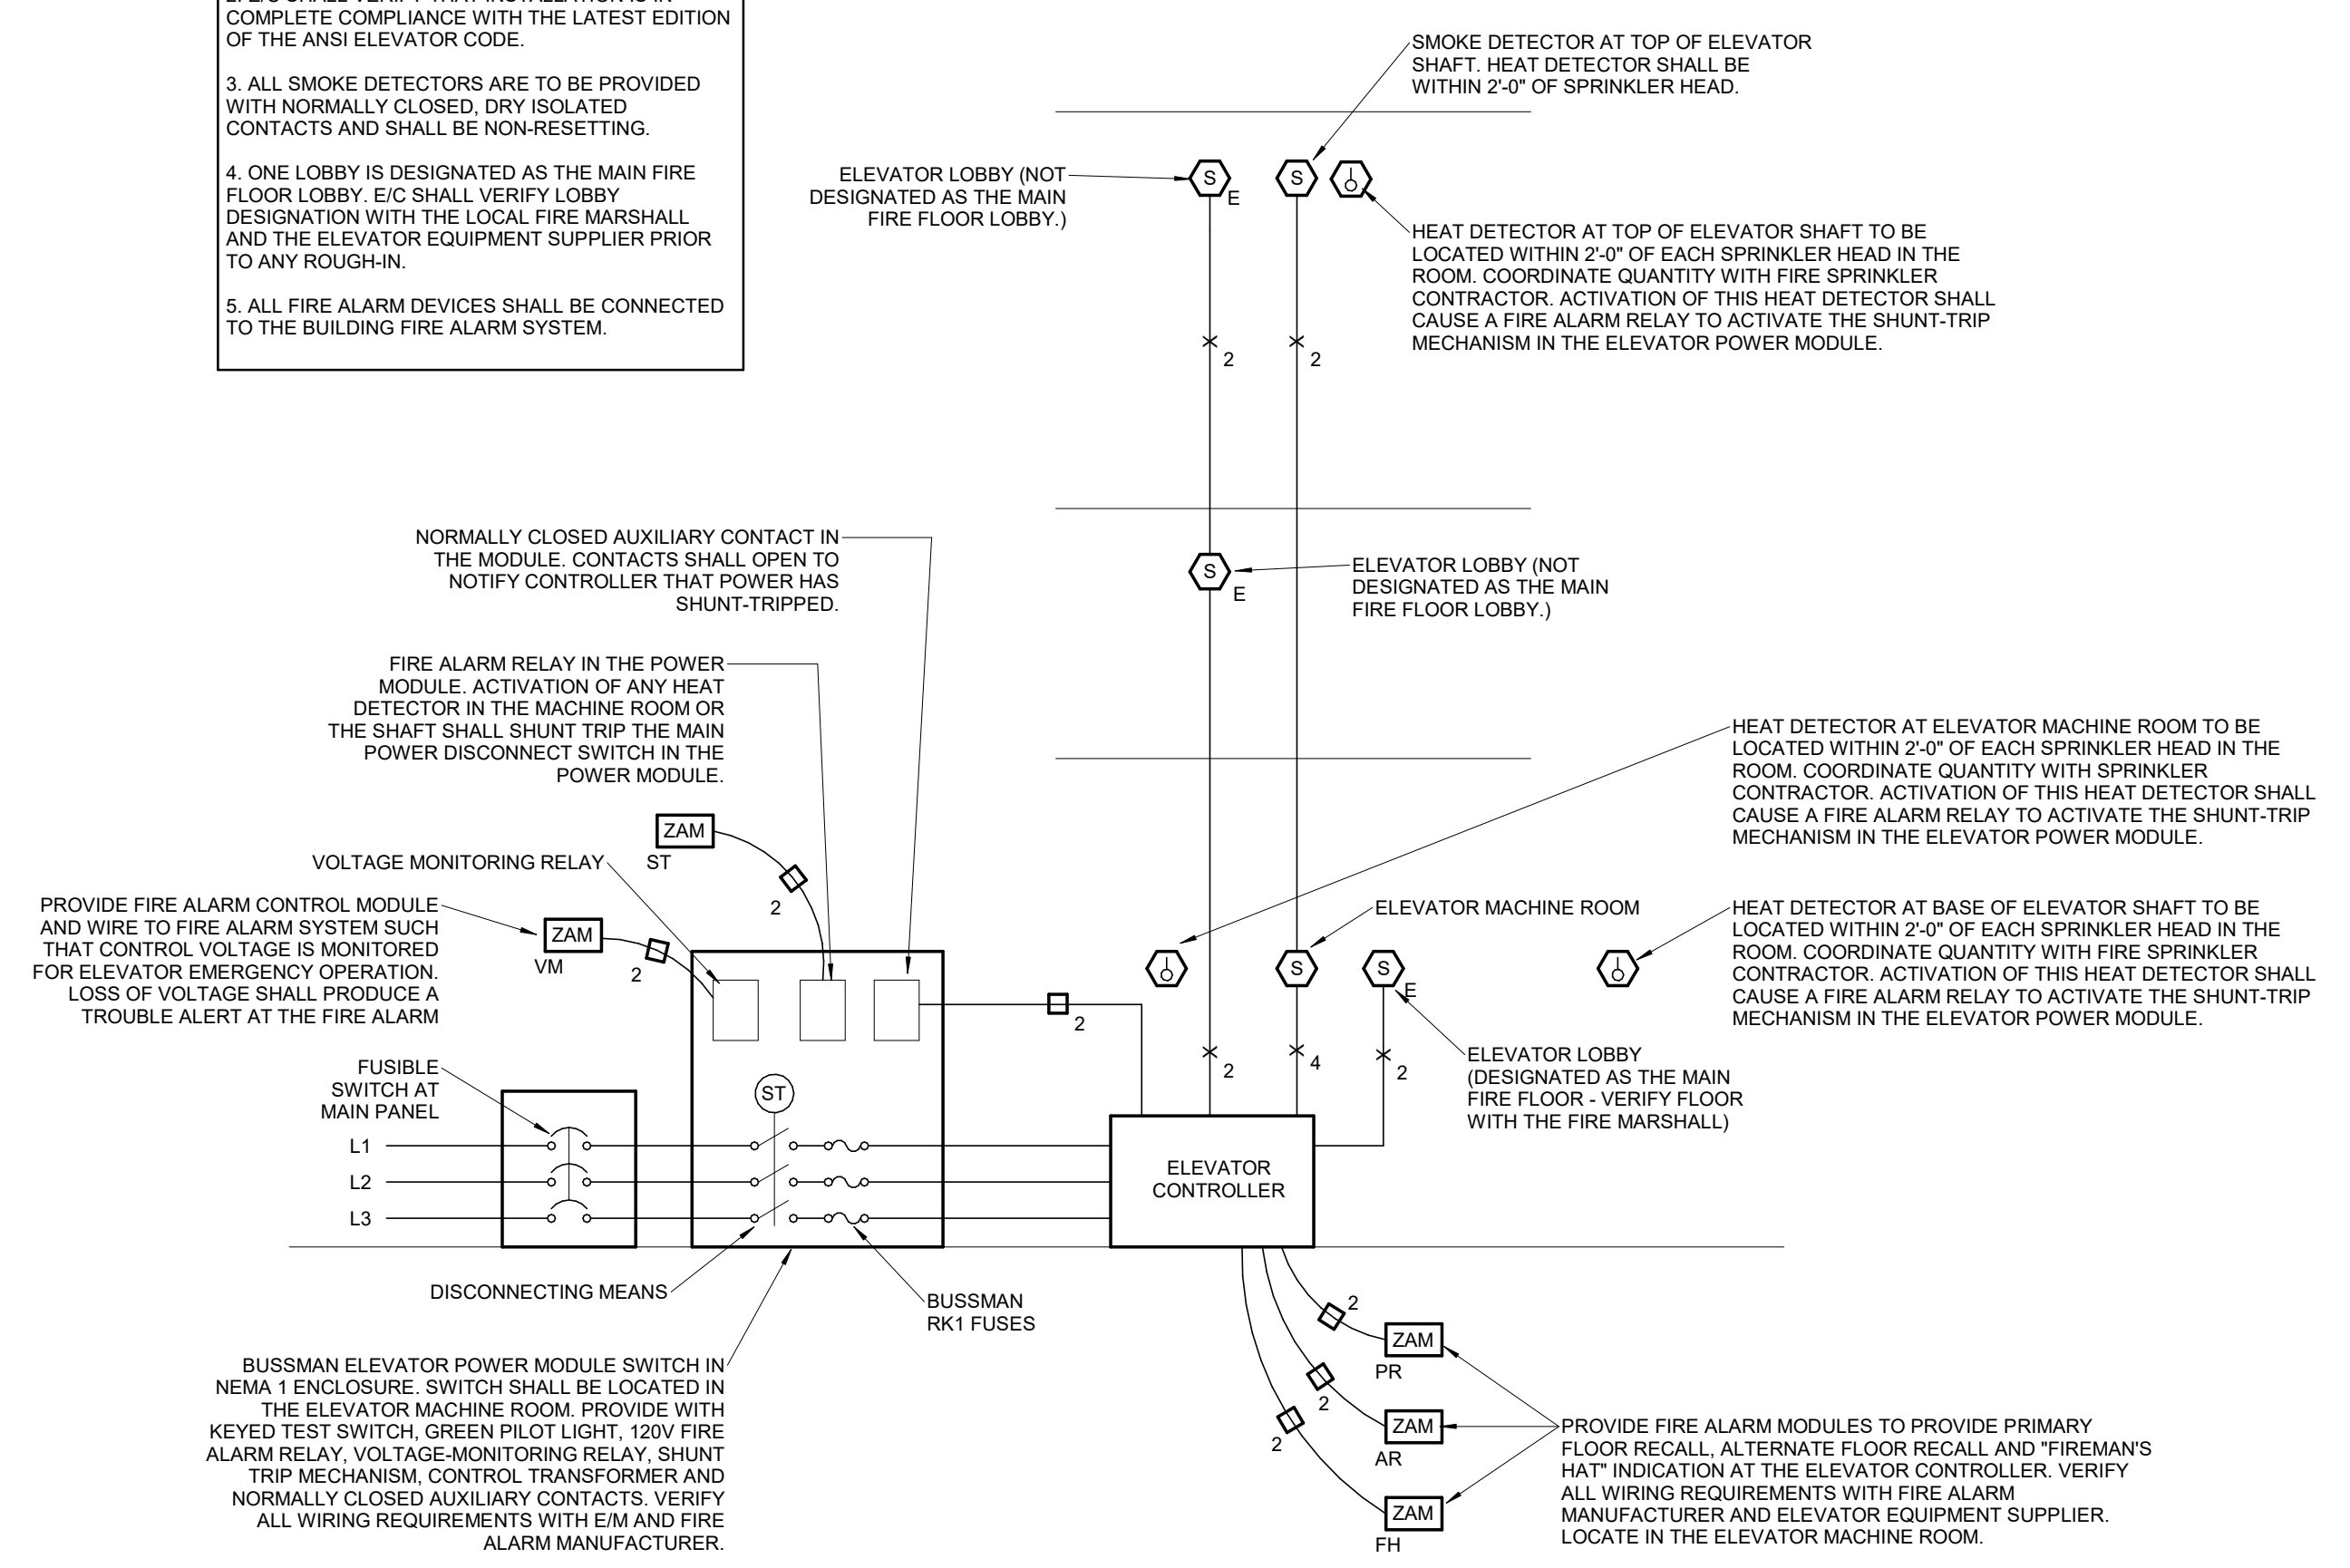 2. E/C SHALL VERIFY THAT INSTALLATION IS IN
COMPLETE COMPLIANCE WITH THE LATEST EDITION
OF THE ANSI ELEVATOR CODE.
3. ALL SMOKE DETECTORS ARE TO BE PROVIDED
WITH NORMALLY CLOSED, DRY ISOLATED
CONTACTS AND SHALL BE NON-RESETTING.
4. ONE LOBBY IS DESIGNATED AS THE MAIN FIRE
FLOOR LOBBY. E/C SHALL VERIFY LOBBY
DESIGNATION WITH THE LOCAL FIRE MARSHALL
AND THE ELEVATOR EQUIPMENT SUPPLIER PRIOR
TO ANY ROUGH-IN.
5. ALL FIRE ALARM DEVICES SHALL BE CONNECTED
TO THE BUILDING FIRE ALARM SYSTEM.
SMOKE DETECTOR AT TOP OF ELEVATOR
SHAFT. HEAT DETECTOR SHALL BE
WITHIN 2'-0" OF SPRINKLER HEAD.
ELEVATOR LOBBY (NOT
DESIGNATED AS THE MAIN
FIRE FLOOR LOBBY.)
S
E
S
HEAT DETECTOR AT TOP OF ELEVATOR SHAFT TO BE
LOCATED WITHIN 2'-0" OF EACH SPRINKLER HEAD IN THE
ROOM. COORDINATE QUANTITY WITH FIRE SPRINKLER
CONTRACTOR. ACTIVATION OF THIS HEAT DETECTOR SHALL
CAUSE A FIRE ALARM RELAY TO ACTIVATE THE SHUNT-TRIP
MECHANISM IN THE ELEVATOR POWER MODULE.
2
2
NORMALLY CLOSED AUXILIARY CONTACT IN
THE MODULE. CONTACTS SHALL OPEN TO
NOTIFY CONTROLLER THAT POWER HAS
SHUNT-TRIPPED.
S
E
ELEVATOR LOBBY (NOT
DESIGNATED AS THE MAIN
FIRE FLOOR LOBBY.)
FIRE ALARM RELAY IN THE POWER
MODULE. ACTIVATION OF ANY HEAT
DETECTOR IN THE MACHINE ROOM OR
THE SHAFT SHALL SHUNT TRIP THE MAIN
POWER DISCONNECT SWITCH IN THE
POWER MODULE.
HEAT DETECTOR AT ELEVATOR MACHINE ROOM TO BE
LOCATED WITHIN 2'-0" OF EACH SPRINKLER HEAD IN THE
ROOM. COORDINATE QUANTITY WITH SPRINKLER
CONTRACTOR. ACTIVATION OF THIS HEAT DETECTOR SHALL
CAUSE A FIRE ALARM RELAY TO ACTIVATE THE SHUNT-TRIP
MECHANISM IN THE ELEVATOR POWER MODULE.
ZAM
ST
2
VOLTAGE MONITORING RELAY
PROVIDE FIRE ALARM CONTROL MODULE
AND WIRE TO FIRE ALARM SYSTEM SUCH
THAT CONTROL VOLTAGE IS MONITORED
FOR ELEVATOR EMERGENCY OPERATION.
LOSS OF VOLTAGE SHALL PRODUCE A
TROUBLE ALERT AT THE FIRE ALARM
ZAM
VM
2
ELEVATOR MACHINE ROOM
S
S
E
HEAT DETECTOR AT BASE OF ELEVATOR SHAFT TO BE
LOCATED WITHIN 2'-0" OF EACH SPRINKLER HEAD IN THE
ROOM. COORDINATE QUANTITY WITH FIRE SPRINKLER
CONTRACTOR. ACTIVATION OF THIS HEAT DETECTOR SHALL
CAUSE A FIRE ALARM RELAY TO ACTIVATE THE SHUNT-TRIP
MECHANISM IN THE ELEVATOR POWER MODULE.
2
2
4
2
ELEVATOR LOBBY
(DESIGNATED AS THE MAIN
FIRE FLOOR - VERIFY FLOOR
WITH THE FIRE MARSHALL)
FUSIBLE
SWITCH AT
MAIN PANEL
ST
L1
L2
L3
ELEVATOR
CONTROLLER
DISCONNECTING MEANS
BUSSMAN
RK1 FUSES
BUSSMAN ELEVATOR POWER MODULE SWITCH IN
NEMA 1 ENCLOSURE. SWITCH SHALL BE LOCATED IN
THE ELEVATOR MACHINE ROOM. PROVIDE WITH
KEYED TEST SWITCH, GREEN PILOT LIGHT, 120V FIRE
ALARM RELAY, VOLTAGE-MONITORING RELAY, SHUNT
TRIP MECHANISM, CONTROL TRANSFORMER AND
NORMALLY CLOSED AUXILIARY CONTACTS. VERIFY
ALL WIRING REQUIREMENTS WITH E/M AND FIRE
ALARM MANUFACTURER.
2
ZAM
PR
2
ZAM
AR
2
ZAM
FH
PROVIDE FIRE ALARM MODULES TO PROVIDE PRIMARY
FLOOR RECALL, ALTERNATE FLOOR RECALL AND "FIREMAN'S
HAT" INDICATION AT THE ELEVATOR CONTROLLER. VERIFY
ALL WIRING REQUIREMENTS WITH FIRE ALARM
MANUFACTURER AND ELEVATOR EQUIPMENT SUPPLIER.
LOCATE IN THE ELEVATOR MACHINE ROOM.